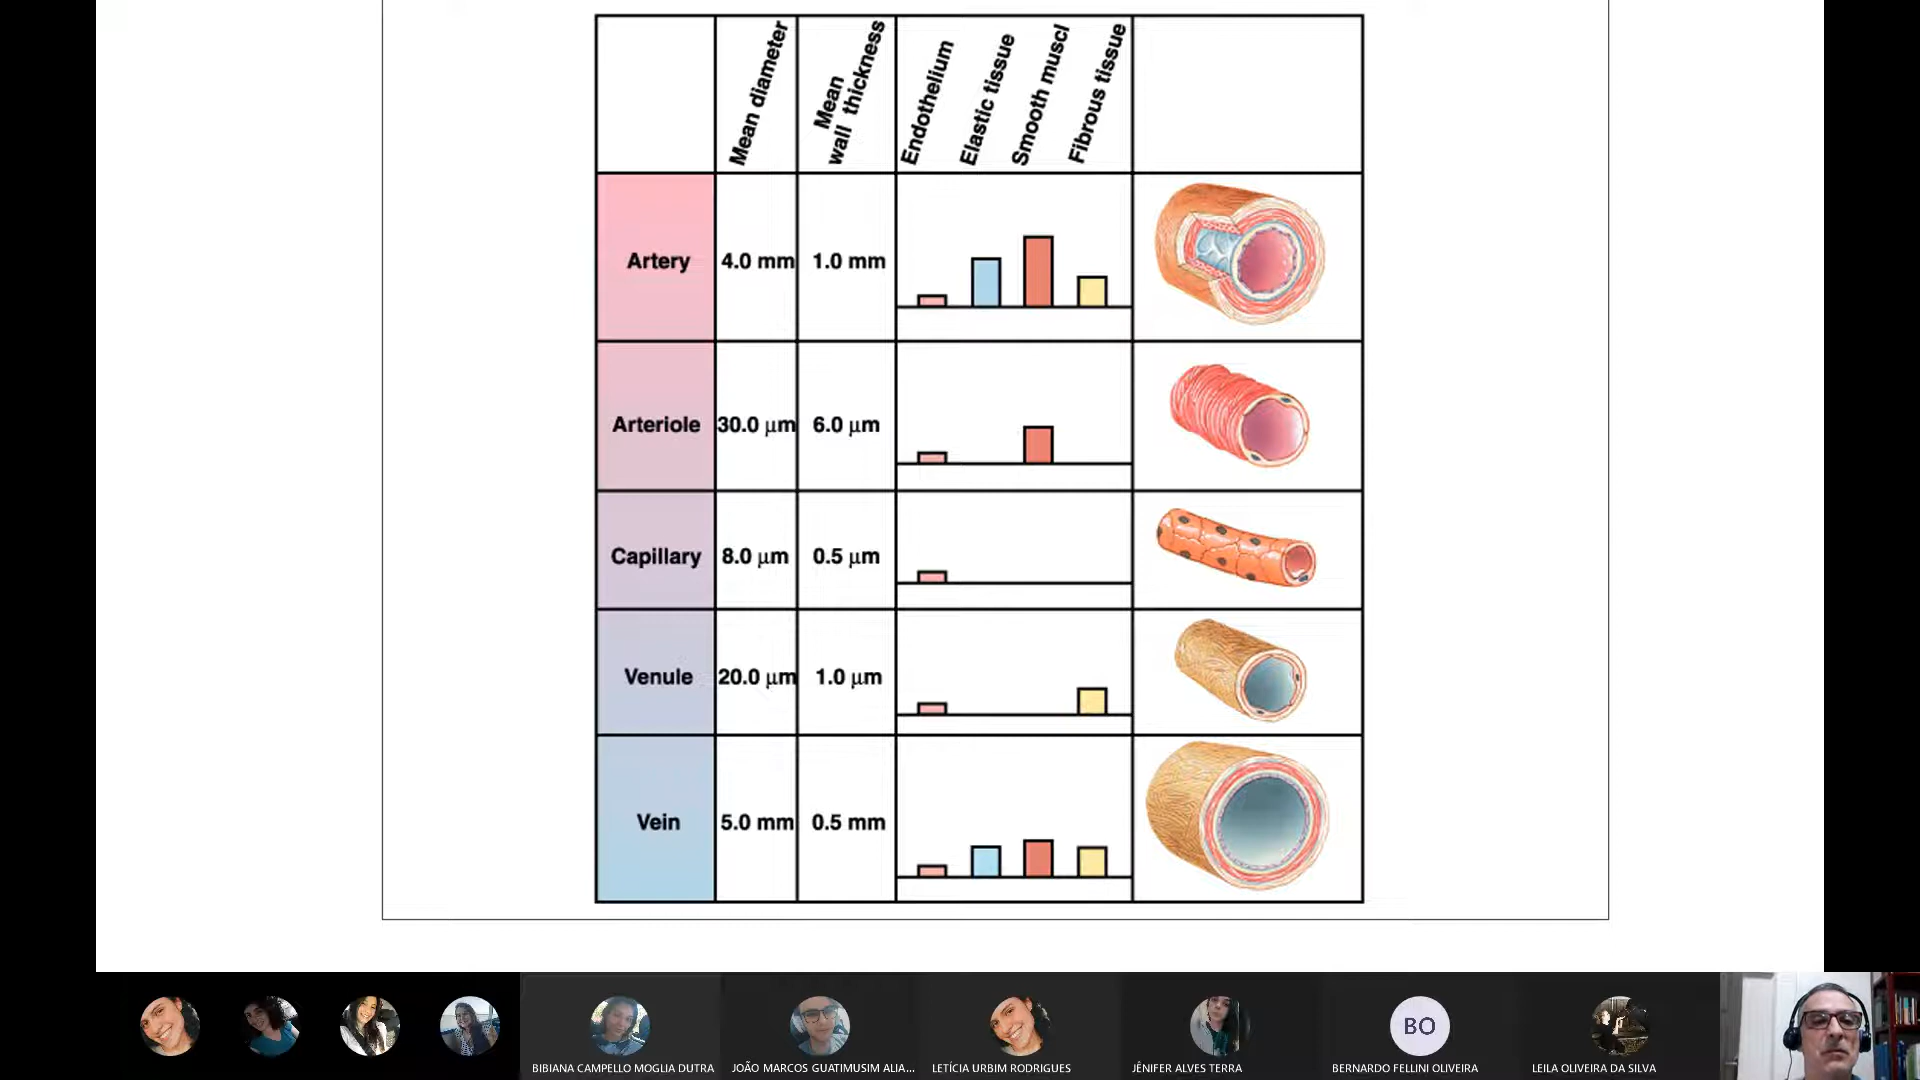 Mean diameter
Mean
wall thickness
Endothelium
Elastic tissue
Smooth muscl
Fibrous tissue
Artery 4.0 mm 1.0 mm
Arteriole 30.0 μm 6.0 μm
Capillary 8.0 μm 0.5 μm
Venule 20.0 μm 1.0 μm
Vein 5.0 mm 0.5 mm
BO
BIBIANA CAMPELLO MOGLIA DUTRA
JOÃO MARCOS GUATIMUSIM ALIA...
LETÍCIA URBIM RODRIGUES
JÊNIFER ALVES TERRA
BERNARDO FELLINI OLIVEIRA
LEILA OLIVEIRA DA SILVA